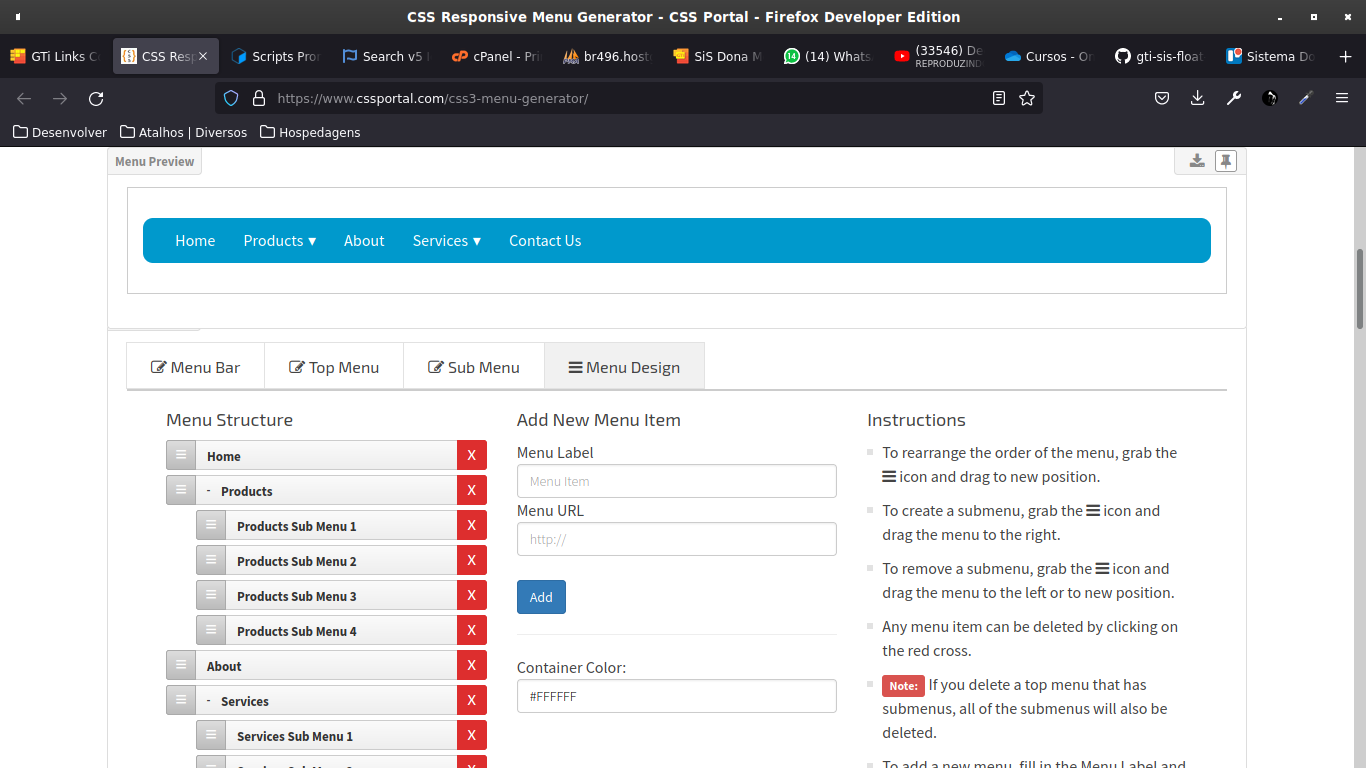 CSS Responsive Menu Generator - CSS Portal - Firefox Developer Edition
GTi Links
CSS Resp
Scripts Pro
Search v5
cPanel - Pri
br496.host
SiS Dona M
(14) Whats
(33546) De
REPRODUZIND
Cursos - On
gti-sis-float
Sistema Do
https://www.cssportal.com/css3-menu-generator/
Desenvolver
Atalhos | Diversos
Hospedagens
Menu Preview
Home
Products ▾
About
Services ▾
Contact Us
Menu Bar
Top Menu
Sub Menu
Menu Design
Menu Structure
Home X
- Products X
Products Sub Menu 1 X
Products Sub Menu 2 X
Products Sub Menu 3 X
Products Sub Menu 4 X
About X
- Services X
Services Sub Menu 1 X
Add New Menu Item
Menu Label
Menu Item
Menu URL
http://
Add
Container Color:
#FFFFFF
Instructions
To rearrange the order of the menu, grab the
icon and drag to new position.
To create a submenu, grab the icon and
drag the menu to the right.
To remove a submenu, grab the icon and
drag the menu to the left or to new position.
Any menu item can be deleted by clicking on
the red cross.
Note: If you delete a top menu that has
submenus, all of the submenus will also be
deleted.
To add a new menu, fill in the Menu Label and